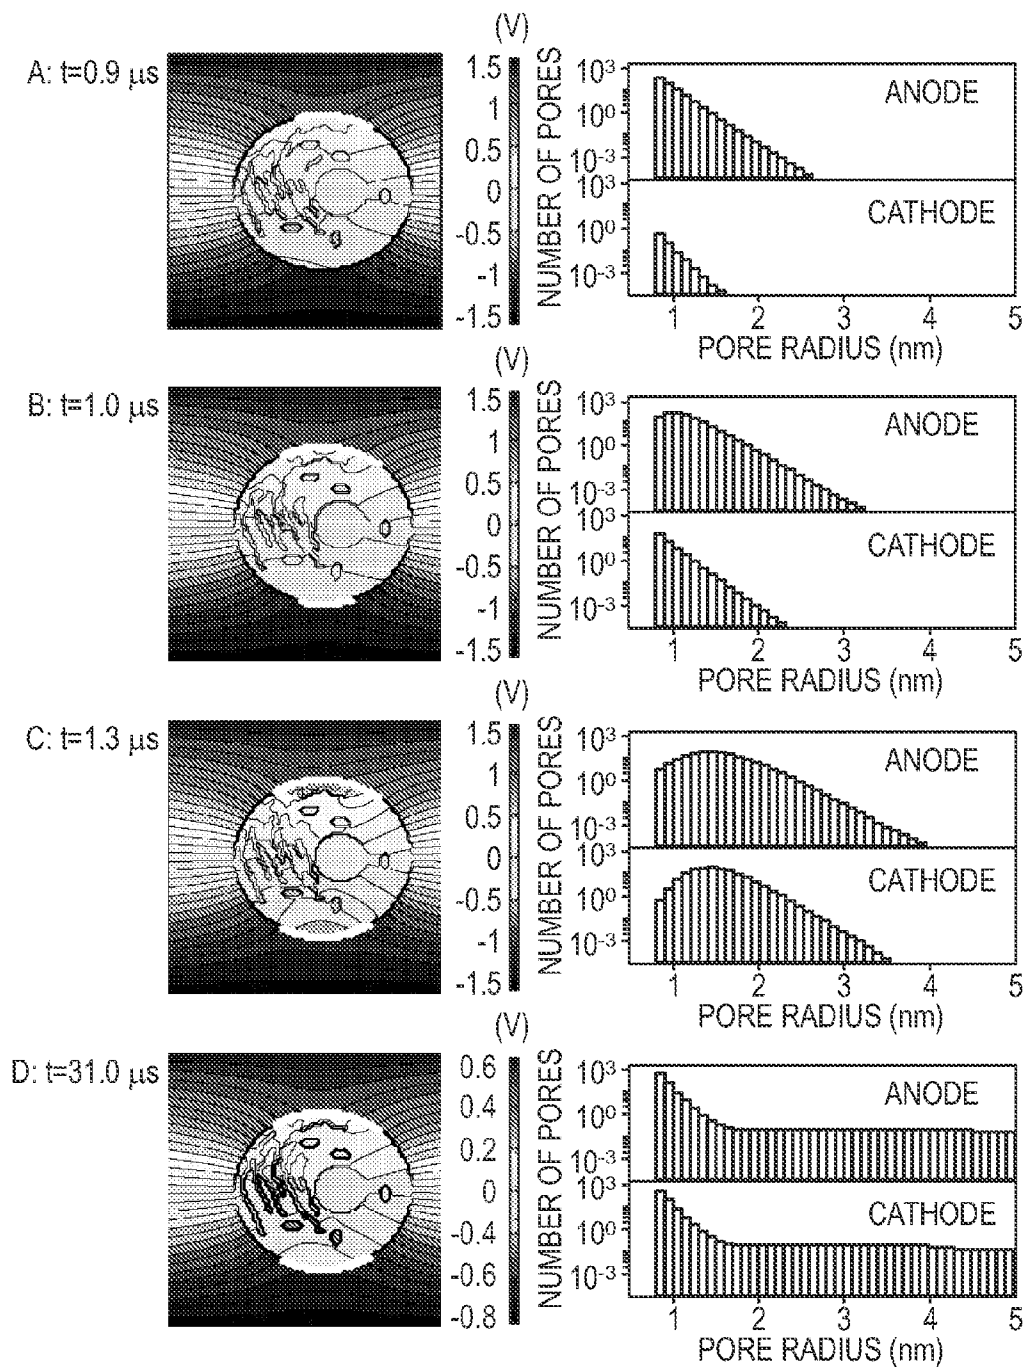 A: t=0.9 µs
(V)
1.5
1
0.5
0
-0.5
-1
-1.5
NUMBER OF PORES
10³
10⁰
10⁻³
ANODE
10³
10⁰
10⁻³
CATHODE
1 2 3 4 5
PORE RADIUS (nm)
B: t=1.0 µs
(V)
1.5
1
0.5
0
-0.5
-1
-1.5
NUMBER OF PORES
10³
10⁰
10⁻³
ANODE
10³
10⁰
10⁻³
CATHODE
1 2 3 4 5
PORE RADIUS (nm)
C: t=1.3 µs
(V)
1.5
1
0.5
0
-0.5
-1
-1.5
NUMBER OF PORES
10³
10⁰
10⁻³
ANODE
10³
10⁰
10⁻³
CATHODE
1 2 3 4 5
PORE RADIUS (nm)
D: t=31.0 µs
(V)
0.6
0.4
0.2
0
-0.4
-0.6
-0.8
NUMBER OF PORES
10³
10⁰
10⁻³
ANODE
10³
10⁰
10⁻³
CATHODE
1 2 3 4 5
PORE RADIUS (nm)